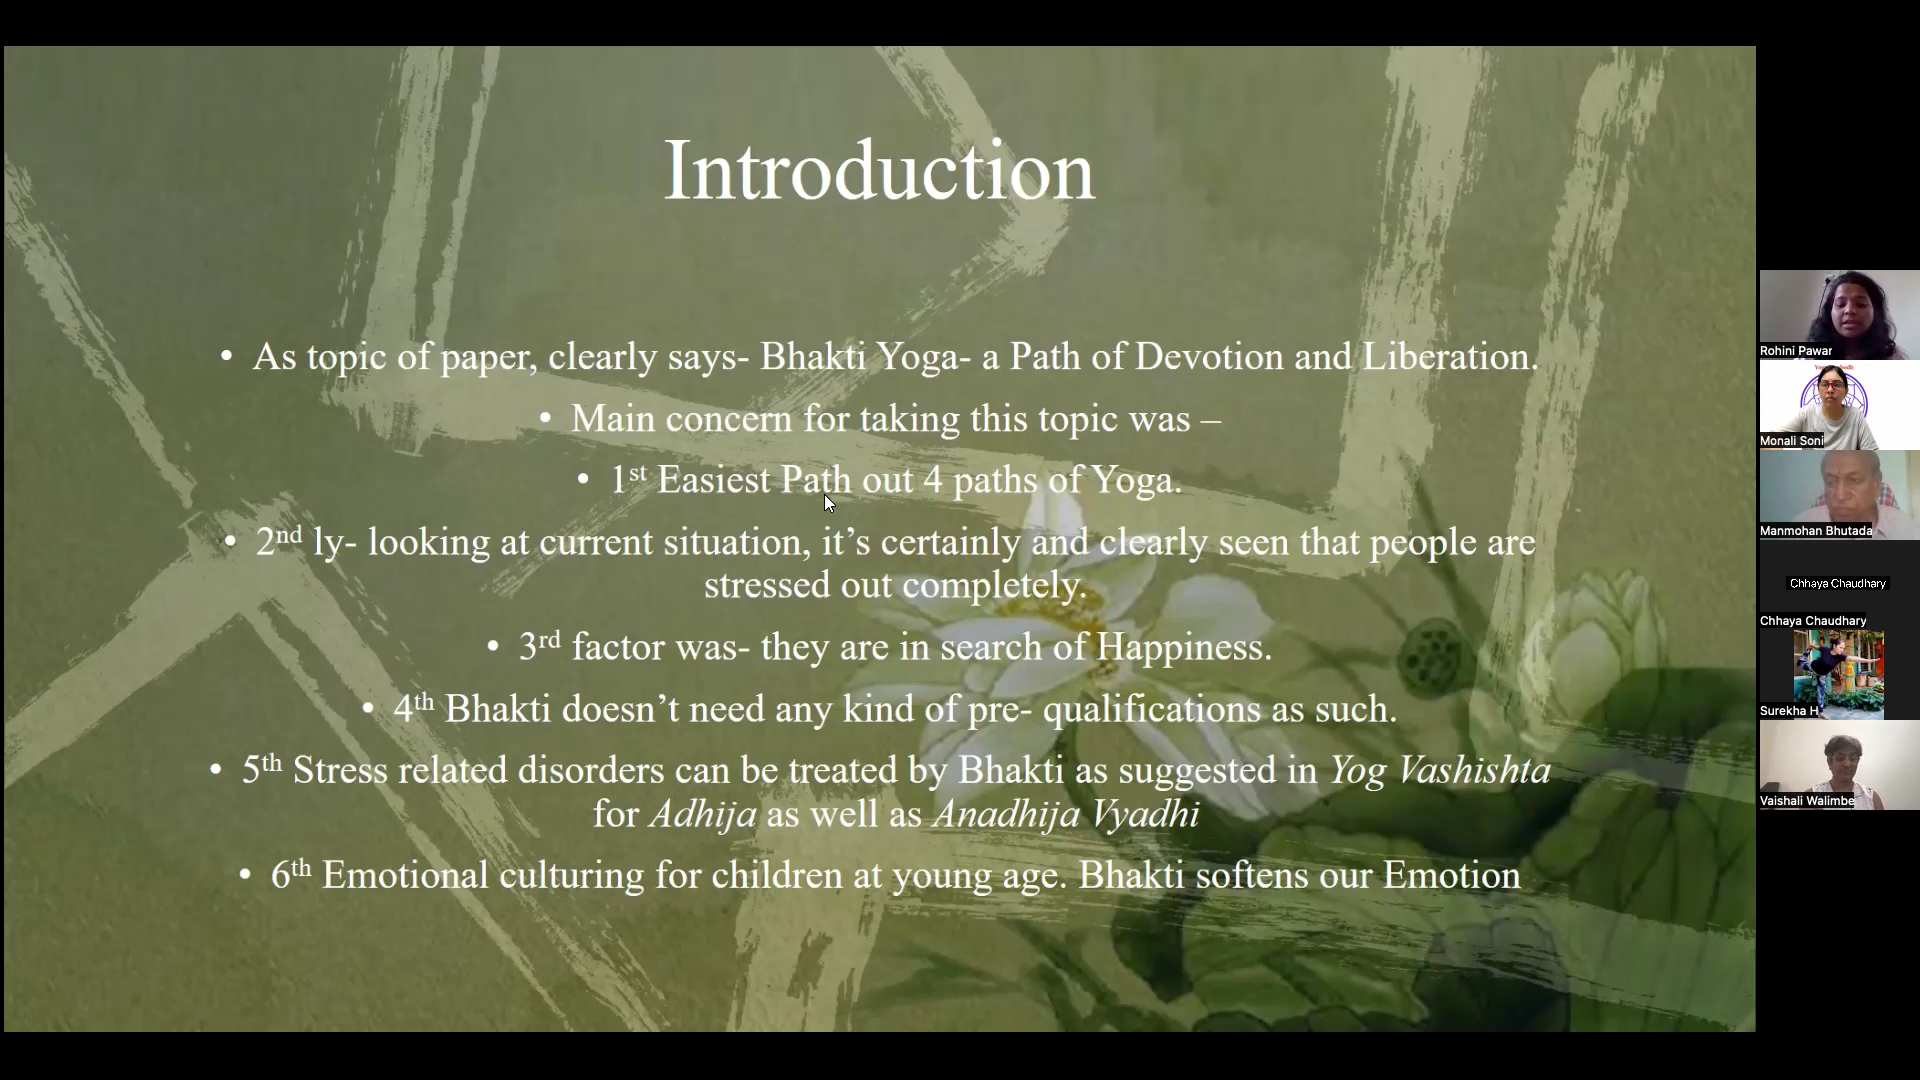 Introduction
• As topic of paper, clearly says- Bhakti Yoga- a Path of Devotion and Liberation.
• Main concern for taking this topic was –
• 1st Easiest Path out 4 paths of Yoga.
• 2nd ly- looking at current situation, it’s certainly and clearly seen that people are
stressed out completely.
• 3rd factor was- they are in search of Happiness.
• 4th Bhakti doesn’t need any kind of pre- qualifications as such.
• 5th Stress related disorders can be treated by Bhakti as suggested in Yog Vashishta
for Adhija as well as Anadhija Vyadhi
• 6th Emotional culturing for children at young age. Bhakti softens our Emotion
Rohini Pawar
Monali Soni
Manmohan Bhutada
Chhaya Chaudhary
Chhaya Chaudhary
Surekha H
Vaishali Walimbe